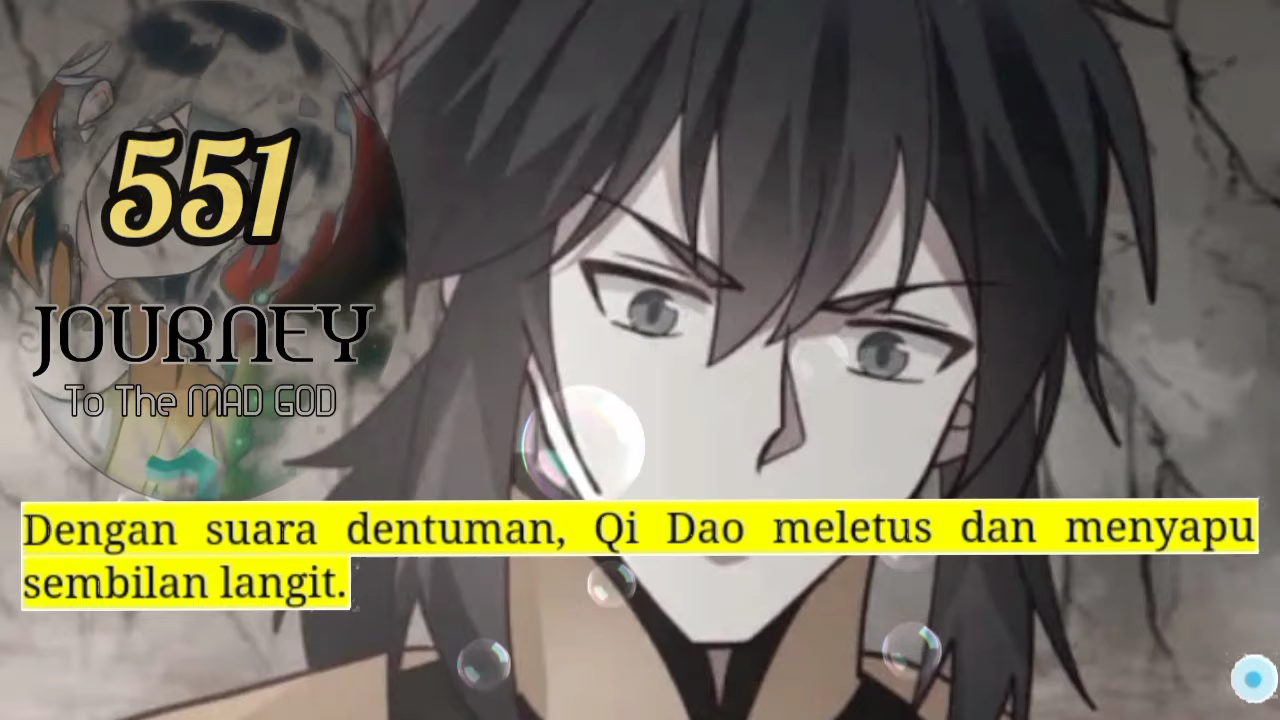 551
JOURNEY
To The MAD GOD
Dengan suara dentuman, Qi Dao meletus dan menyapu
sembilan langit.